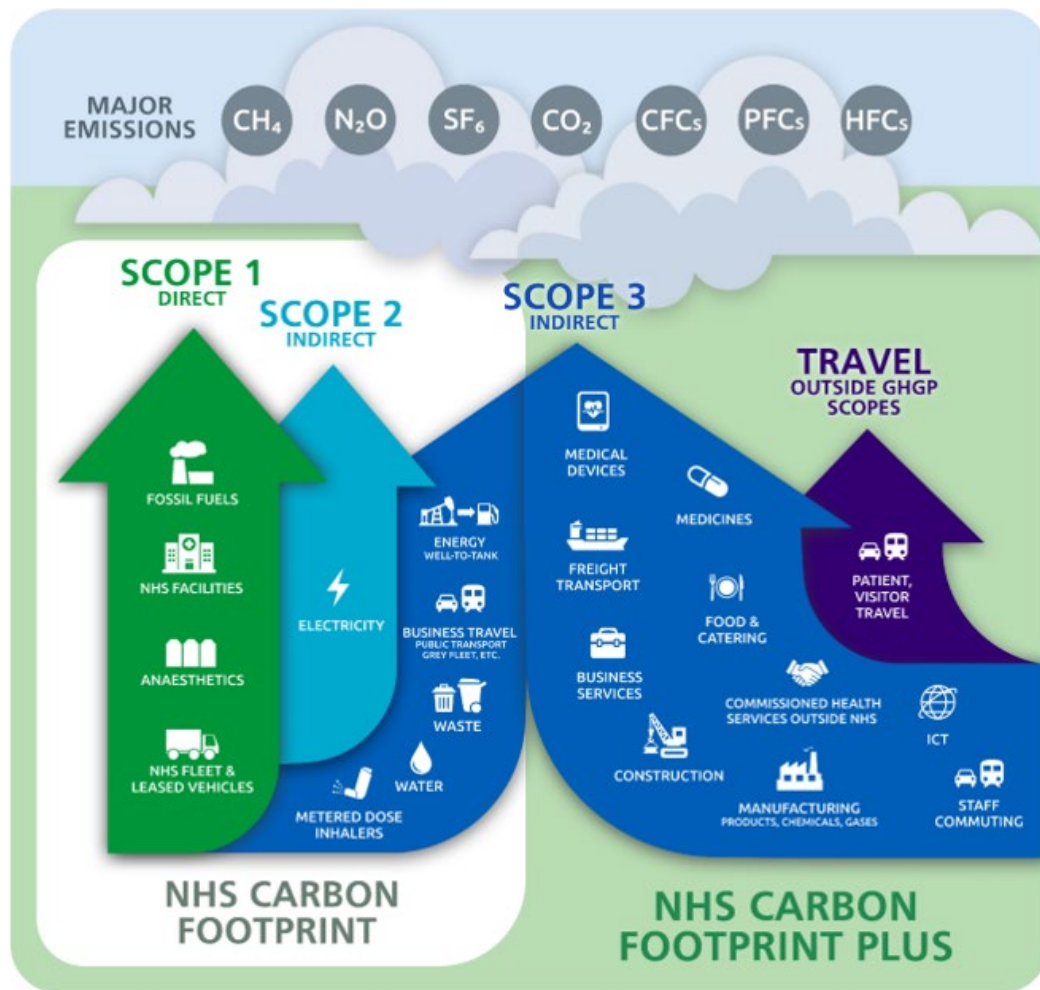 MAJOR
EMISSIONS
CH₄
N₂O
SF₆
CO₂
CFCs
PFCs
HFCs
SCOPE 1
DIRECT
FOSSIL FUELS
NHS FACILITIES
ANAESTHETICS
NHS FLEET &
LEASED VEHICLES
SCOPE 2
INDIRECT
ELECTRICITY
SCOPE 3
INDIRECT
ENERGY
WELL-TO-TANK
BUSINESS TRAVEL
PUBLIC TRANSPORT
GREY FLEET, ETC.
WASTE
WATER
METERED DOSE
INHALERS
MEDICAL
DEVICES
MEDICINES
FREIGHT
TRANSPORT
FOOD &
CATERING
BUSINESS
SERVICES
COMMISSIONED HEALTH
SERVICES OUTSIDE NHS
ICT
CONSTRUCTION
MANUFACTURING
PRODUCTS, CHEMICALS, GASES
STAFF
COMMUTING
TRAVEL
OUTSIDE GHGP
SCOPES
PATIENT,
VISITOR
TRAVEL
NHS CARBON
FOOTPRINT
NHS CARBON
FOOTPRINT PLUS